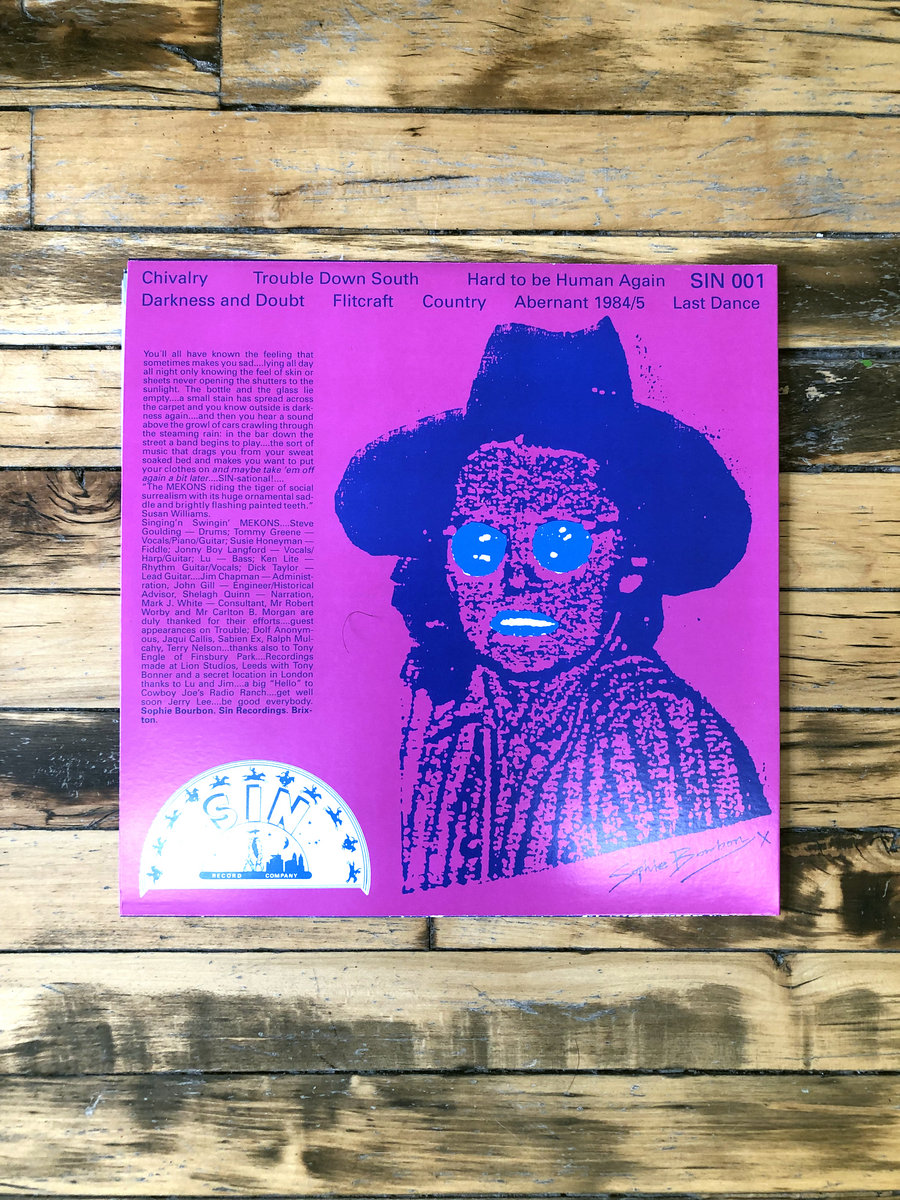 Chivalry Trouble Down South Hard to be Human Again SIN 001
Darkness and Doubt Flitcraft Country Abernant 1984/5 Last Dance
You'll all have known the feeling that
sometimes makes you sad....lying all day
all night only knowing the feel of skin or
sheets never opening the shutters to the
sunlight. The bottle and the glass lie
empty....a small stain has spread across
the carpet and you know outside is dark-
ness again....and then you hear a sound
above the growl of cars crawling through
the steaming rain: in the bar down the
street a band begins to play....the sort of
music that drags you from your sweat
soaked bed and makes you want to put
your clothes on and maybe take 'em off
again a bit later....SIN-sational!....
"The MEKONS riding the tiger of social
surrealism with its huge ornamental sad-
dle and brightly flashing painted teeth."
Susan Williams.
Singing'n Swingin' MEKONS....Steve
Goulding — Drums; Tommy Greene —
Vocals/Piano/Guitar; Susie Honeyman —
Fiddle; Jonny Boy Langford — Vocals/
Harp/Guitar; Lu — Bass; Ken Lite —
Rhythm Guitar/Vocals; Dick Taylor —
Lead Guitar....Jim Chapman — Administ-
ration, John Gill — Engineer/Historical
Advisor, Shelagh Quinn — Narration,
Mark J. White — Consultant, Mr Robert
Worby and Mr Carlton B. Morgan are
duly thanked for their efforts....guest
appearances on Trouble; Dolf Anonym-
ous, Jaqui Callis, Sabien Ex, Ralph Mul-
cahy, Terry Nelson...thanks also to Tony
Engle of Finsbury Park....Recordings
made at Lion Studios, Leeds with Tony
Bonner and a secret location in London
thanks to Lu and Jim....a big "Hello" to
Cowboy Joe's Radio Ranch....get well
soon Jerry Lee....be good everybody.
Sophie Bourbon. Sin Recordings. Brix-
ton.
SIN
RECORD COMPANY
Sophie Bourbon x